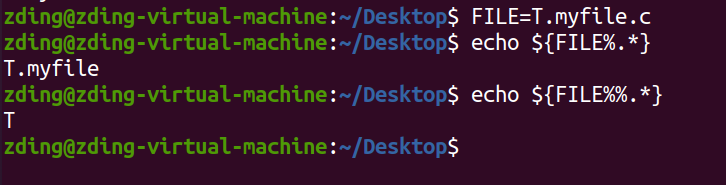 zding@zding-virtual-machine:~/Desktop$ FILE=T.myfile.c
zding@zding-virtual-machine:~/Desktop$ echo ${FILE%.*}
T.myfile
zding@zding-virtual-machine:~/Desktop$ echo ${FILE%%.*}
T
zding@zding-virtual-machine:~/Desktop$